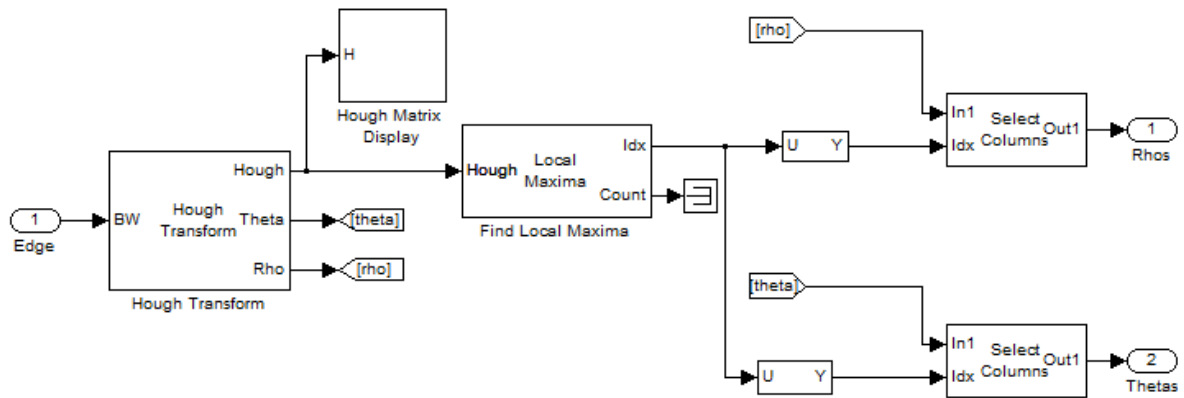 [rho]
H
Hough Matrix
Display
In1
Select
Columns
Out1
Idx
1
Rhos
U Y
Hough
Local
Maxima
Idx
Count
Find Local Maxima
1
Edge
BW
Hough
Transform
Hough
Theta
Rho
Hough Transform
[theta]
[rho]
[theta]
In1
Select
Columns
Out1
Idx
2
Thetas
U Y